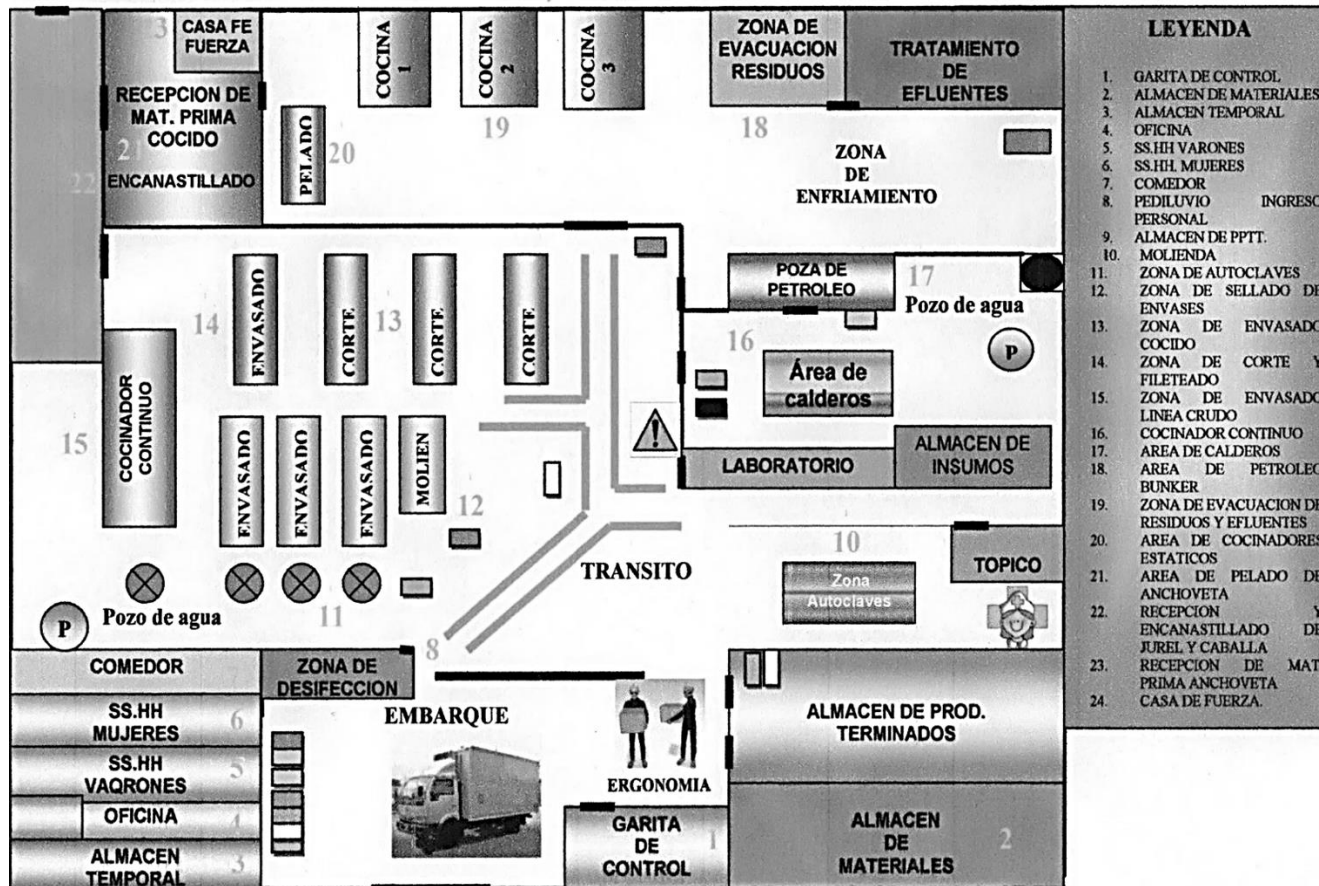 3
CASA FE
FUERZA
RECEPCION DE
MAT. PRIMA
COCIDO
21
ENCANASTILLADO
22
PELADO
20
COCINA
1
COCINA
2
COCINA
3
19
ZONA DE
EVACUACION
RESIDUOS
TRATAMIENTO
DE
EFLUENTES
18
ZONA
DE
ENFRIAMIENTO
14
ENVASADO
CORTE
13
CORTE
CORTE
POZA DE
PETROLEO
17
Pozo de agua
P
16
Área de
calderos
15
COCINADOR
CONTINUO
ENVASADO
ENVASADO
ENVASADO
MOLIEN
12
LABORATORIO
ALMACEN DE
INSUMOS
10
Zona
Autoclaves
TOPICO
TRANSITO
P
Pozo de agua
11
8
COMEDOR
7
SS.HH
MUJERES
6
SS.HH
VAQRONES
5
OFICINA
4
ALMACEN
TEMPORAL
3
ZONA DE
DESIFECCION
EMBARQUE
ERGONOMIA
GARITA
DE
CONTROL
1
ALMACEN DE PROD.
TERMINADOS
ALMACEN
DE
MATERIALES
2
LEYENDA
1. GARITA DE CONTROL
2. ALMACEN DE MATERIALES
3. ALMACEN TEMPORAL
4. OFICINA
5. SS.HH VARONES
6. SS.HH. MUJERES
7. COMEDOR
8. PEDILUVIO INGRESO
PERSONAL
9. ALMACEN DE PPTT.
10. MOLIENDA
11. ZONA DE AUTOCLAVES
12. ZONA DE SELLADO DE
ENVASES
13. ZONA DE ENVASADO
COCIDO
14. ZONA DE CORTE Y
FILETEADO
15. ZONA DE ENVASADO
LINEA CRUDO
16. COCINADOR CONTINUO
17. AREA DE CALDEROS
18. AREA DE PETROLEO
BUNKER
19. ZONA DE EVACUACION DE
RESIDUOS Y EFLUENTES
20. AREA DE COCINADORES
ESTATICOS
21. AREA DE PELADO DE
ANCHOVETA
22. RECEPCION Y
ENCANASTILLADO DE
JUREL Y CABALLA
23. RECEPCION DE MAT.
PRIMA ANCHOVETA
24. CASA DE FUERZA.